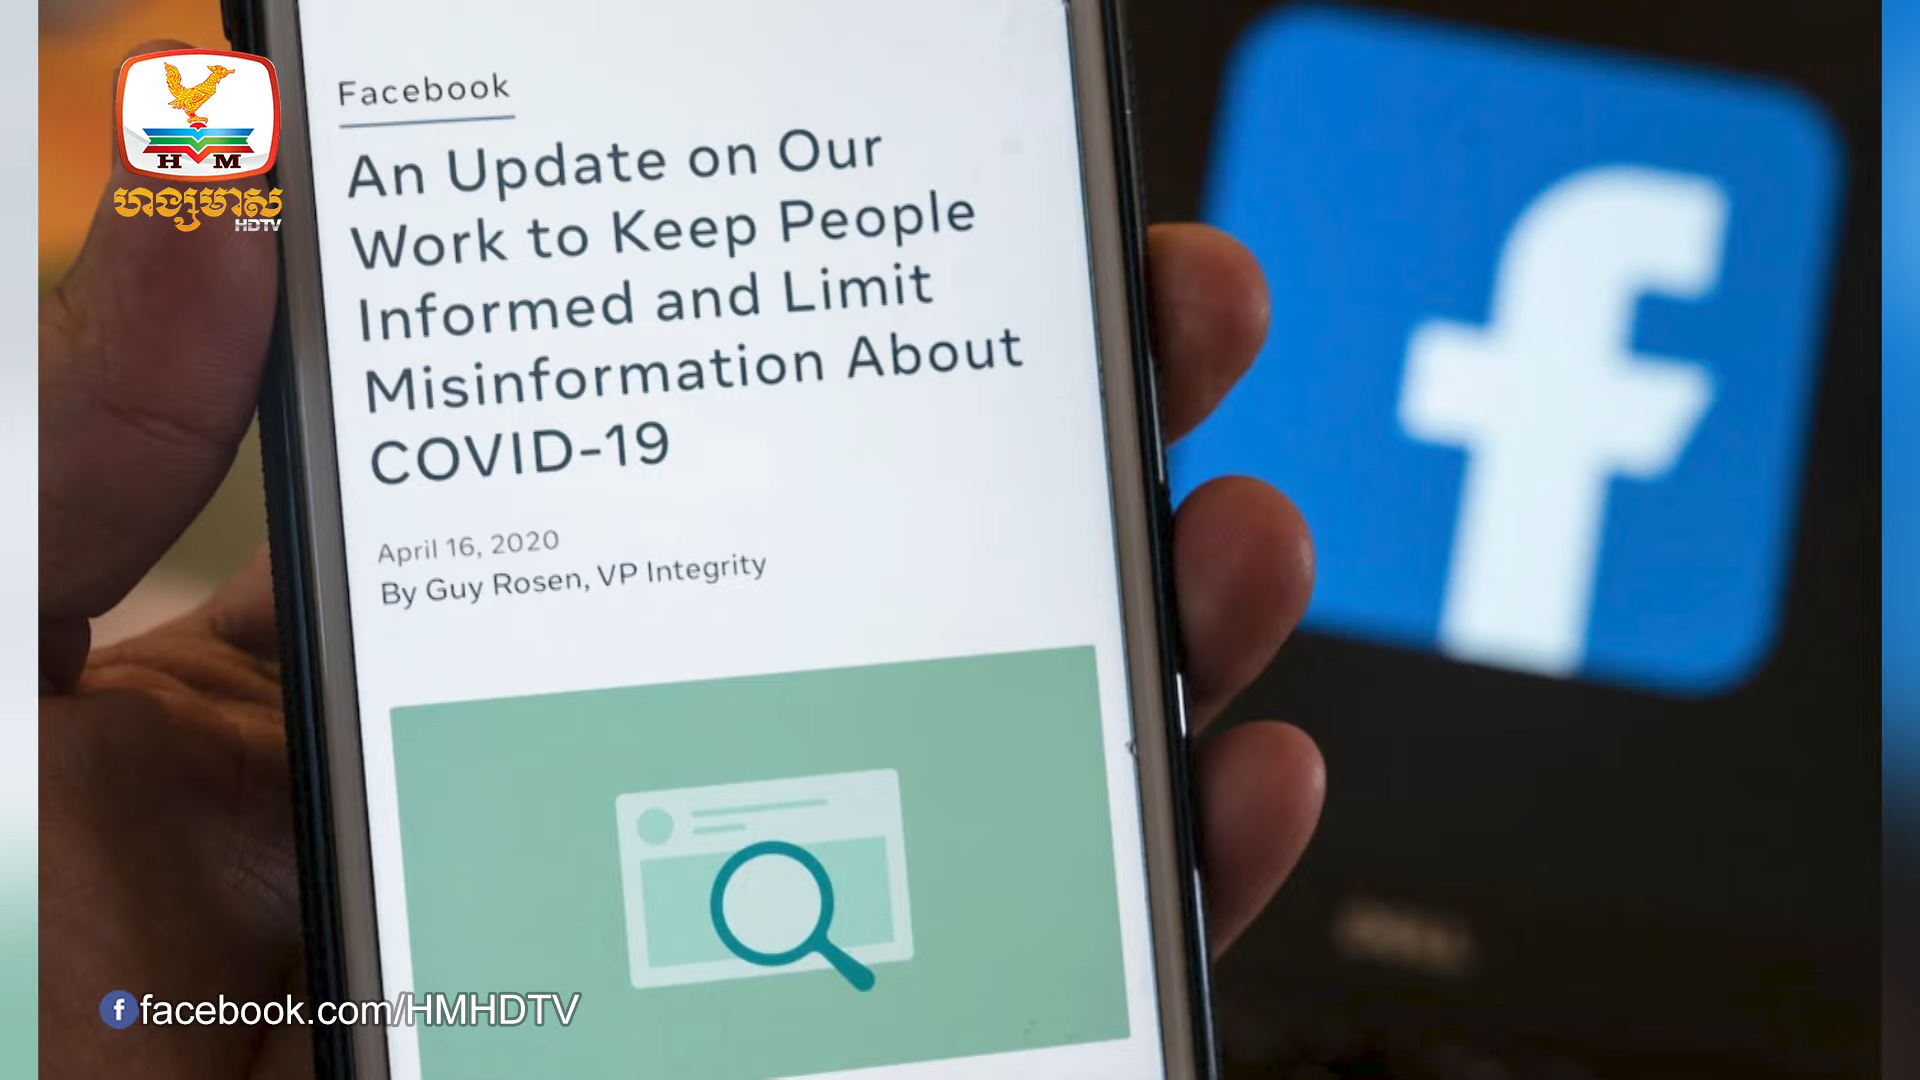 H M
ហង្សមាស
HDTV
Facebook
An Update on Our
Work to Keep People
Informed and Limit
Misinformation About
COVID-19
April 16, 2020
By Guy Rosen, VP Integrity
facebook.com/HMHDTV